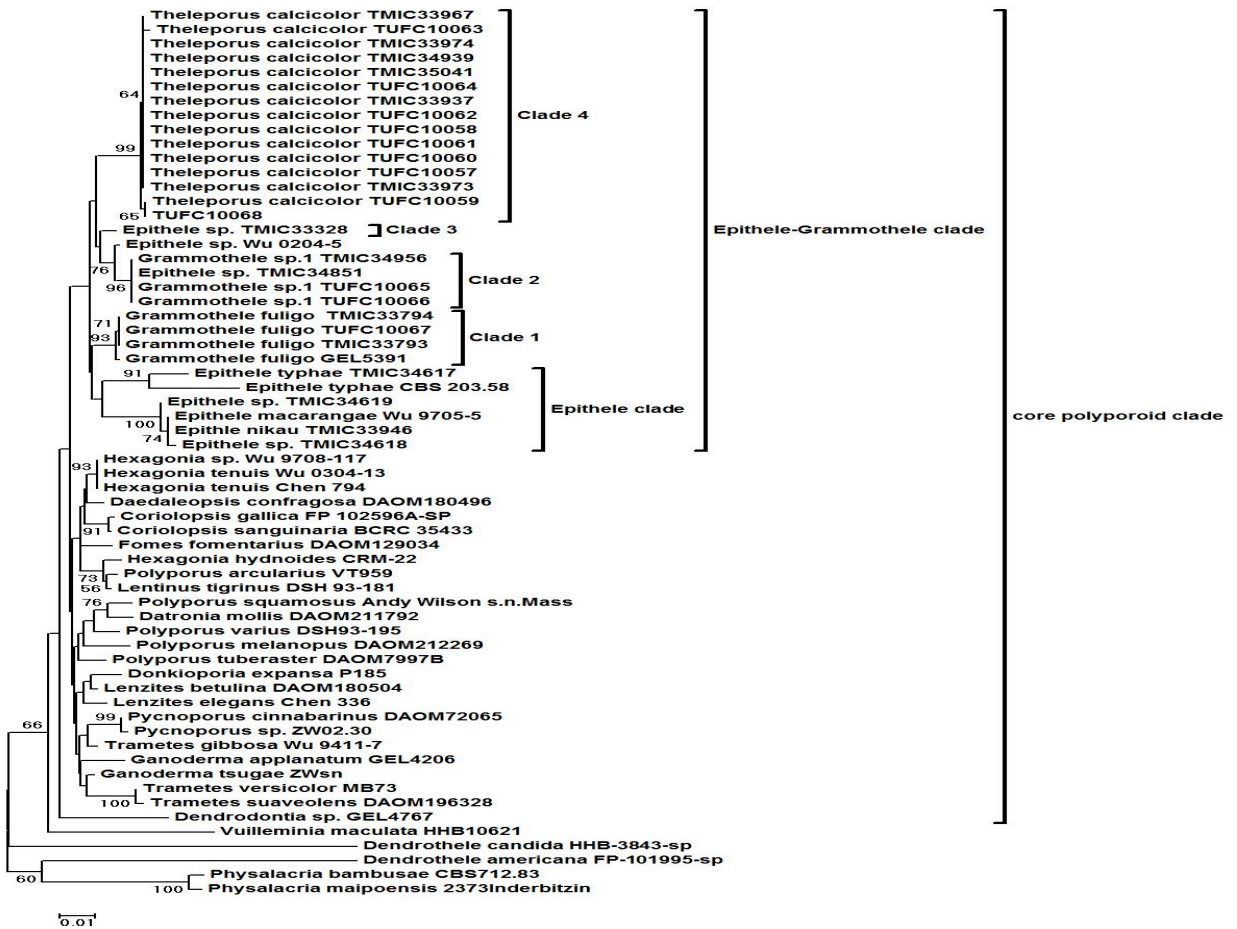 Theleporus calcicolor TMIC33967
Theleporus calcicolor TUFC10063
Theleporus calcicolor TMIC33974
Theleporus calcicolor TMIC34939
Theleporus calcicolor TMIC35041
Theleporus calcicolor TUFC10064
64
Theleporus calcicolor TMIC33937
Theleporus calcicolor TUFC10062
Clade 4
Theleporus calcicolor TUFC10058
Theleporus calcicolor TUFC10061
99
Theleporus calcicolor TUFC10060
Theleporus calcicolor TUFC10057
Theleporus calcicolor TMIC33973
Theleporus calcicolor TUFC10059
65
TUFC10068
Epithele sp. TMIC33328
Clade 3
Epithele-Grammothele clade
Epithele sp. Wu 0204-5
Grammothele sp.1 TMIC34956
76
Epithele sp. TMIC34851
Clade 2
96
Grammothele sp.1 TUFC10065
Grammothele sp.1 TUFC10066
Grammothele fuligo TMIC33794
71
Grammothele fuligo TUFC10067
93
Clade 1
Grammothele fuligo TMIC33793
Grammothele fuligo GEL5391
91
Epithele typhae TMIC34617
Epithele typhae CBS 203.58
Epithele sp. TMIC34619
Epithele clade
Epithele macarangae Wu 9705-5
core polyporoid clade
100
Epithle nikau TMIC33946
74
Epithele sp. TMIC34618
Hexagonia sp. Wu 9708-117
93
Hexagonia tenuis Wu 0304-13
Hexagonia tenuis Chen 794
Daedaleopsis confragosa DAOM180496
Coriolopsis gallica FP 102596A-SP
91
Coriolopsis sanguinaria BCRC 35433
Fomes fomentarius DAOM129034
Hexagonia hydnoides CRM-22
73
Polyporus arcularius VT959
56
Lentinus tigrinus DSH 93-181
76
Polyporus squamosus Andy Wilson s.n.Mass
Datronia mollis DAOM211792
Polyporus varius DSH93-195
Polyporus melanopus DAOM212269
Polyporus tuberaster DAOM7997B
Donkioporia expansa P185
Lenzites betulina DAOM180504
Lenzites elegans Chen 336
99
Pycnoporus cinnabarinus DAOM72065
66
Pycnoporus sp. ZW02.30
Trametes gibbosa Wu 9411-7
Ganoderma applanatum GEL4206
Ganoderma tsugae ZWsn
Trametes versicolor MB73
100
Trametes suaveolens DAOM196328
Dendrodontia sp. GEL4767
Vuilleminia maculata HHB10621
Dendrothele candida HHB-3843-sp
Dendrothele americana FP-101995-sp
60
Physalacria bambusae CBS712.83
100
Physalacria maipoensis 2373Inderbitzin
0.01